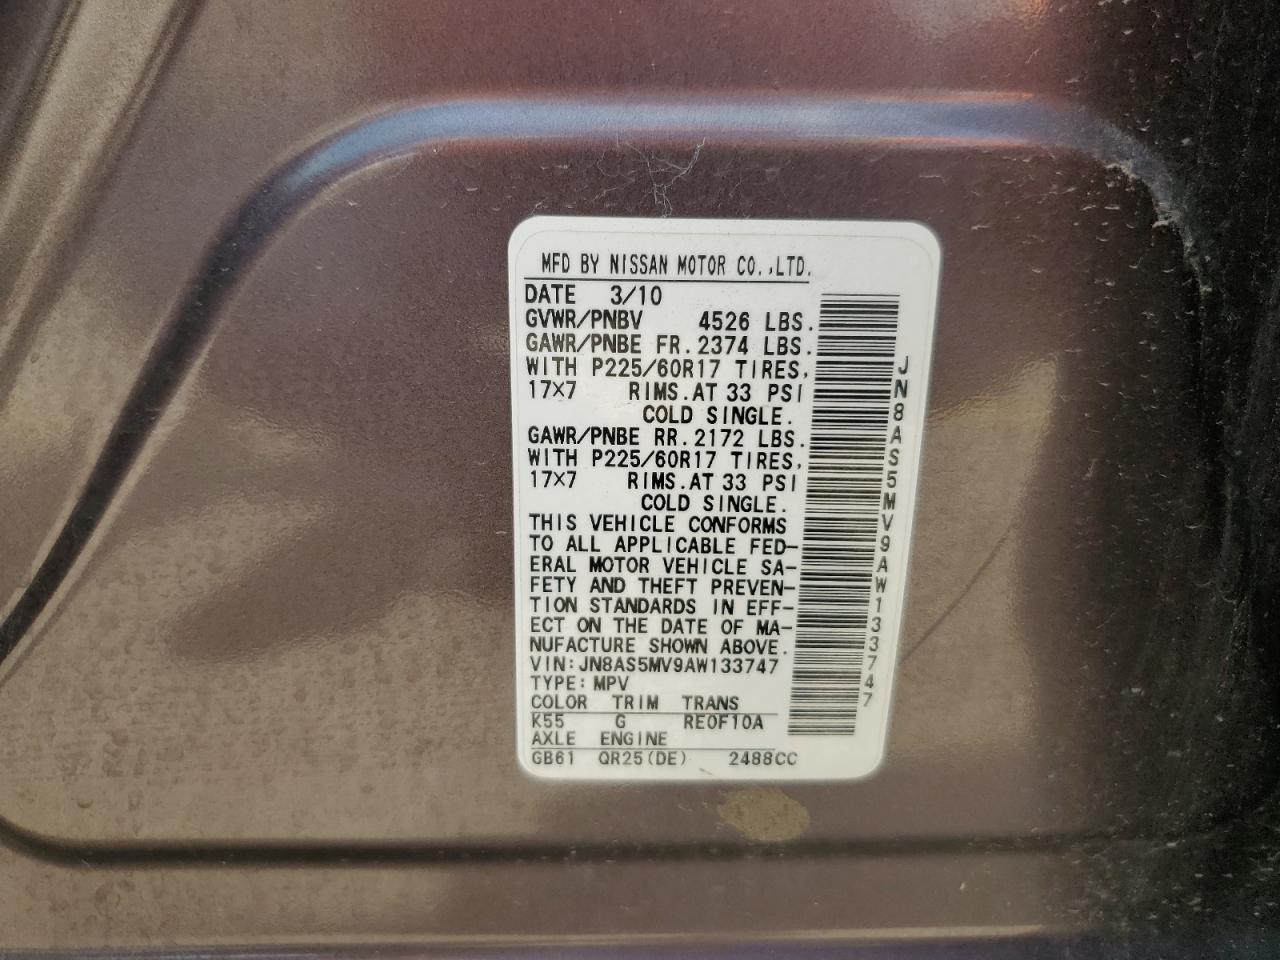 MFD BY NISSAN MOTOR CO.,LTD.
DATE 3/10
GVWR/PNBV 4526 LBS.
GAWR/PNBE FR.2374 LBS.
WITH P225/60R17 TIRES,
17×7 RIMS.AT 33 PSI
COLD SINGLE.
GAWR/PNBE RR.2172 LBS.
WITH P225/60R17 TIRES,
17×7 RIMS.AT 33 PSI
COLD SINGLE.
THIS VEHICLE CONFORMS
TO ALL APPLICABLE FED-
ERAL MOTOR VEHICLE SA-
FETY AND THEFT PREVEN-
TION STANDARDS IN EFF-
ECT ON THE DATE OF MA-
NUFACTURE SHOWN ABOVE.
VIN:JN8AS5MV9AW133747
TYPE:MPV
COLOR TRIM TRANS
K55 G RE0F10A
AXLE ENGINE
GB61 QR25(DE) 2488CC
JN8AS5MV9AW133747